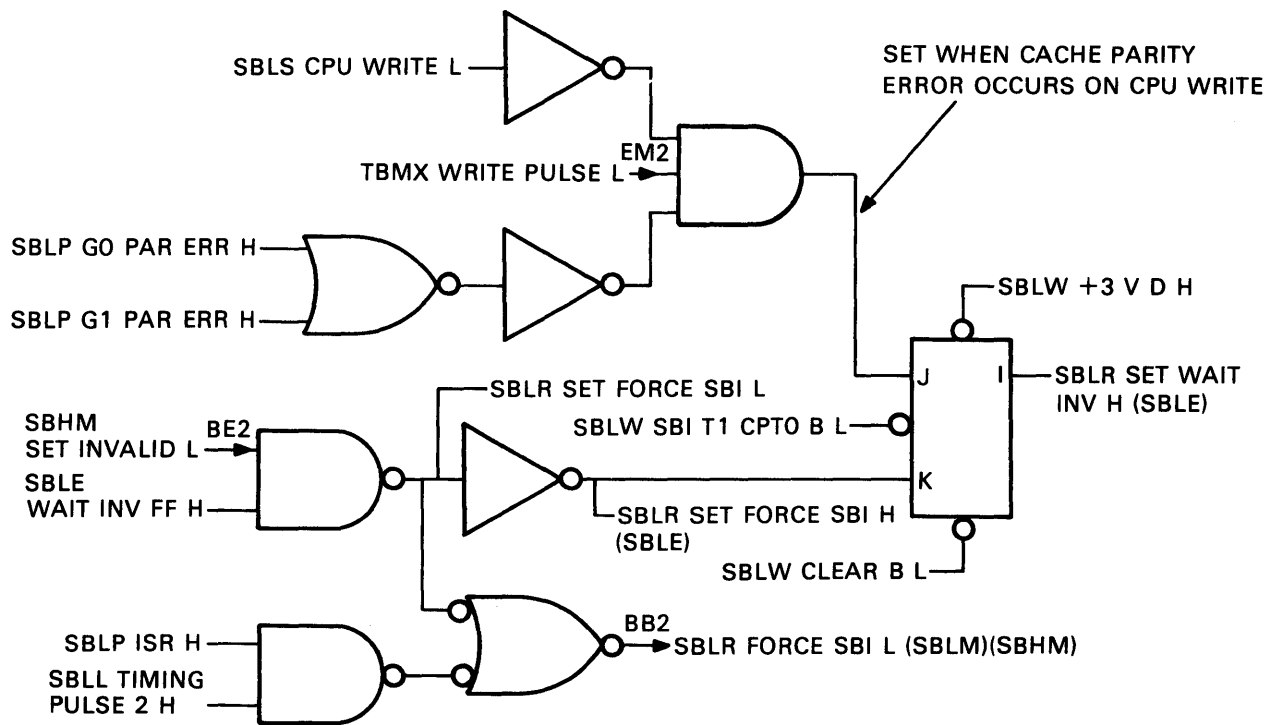 SBLS CPU WRITE L
SET WHEN CACHE PARITY
ERROR OCCURS ON CPU WRITE
EM2
TBMX WRITE PULSE L
SBLP G0 PAR ERR H
SBLP G1 PAR ERR H
SBLW +3 V D H
J
I
SBLR SET WAIT
INV H (SBLE)
SBLR SET FORCE SBI L
SBHM
SET INVALID L
BE2
SBLW SBI T1 CPTO B L
SBLE
WAIT INV FF H
K
SBLR SET FORCE SBI H
(SBLE)
SBLW CLEAR B L
SBLP ISR H
SBLL TIMING
PULSE 2 H
BB2
SBLR FORCE SBI L (SBLM)(SBHM)